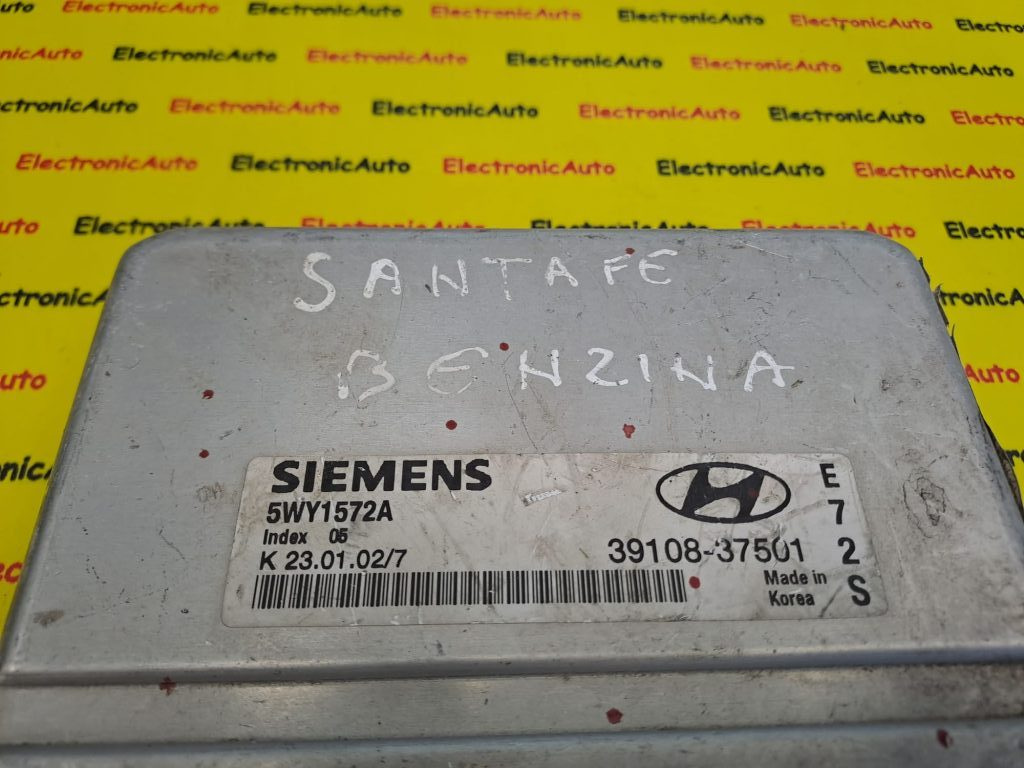 ElectronicAuto ElectronicAuto ElectronicAuto ElectronicAuto
ElectronicAuto ElectronicAuto ElectronicAuto ElectronicAuto
ElectronicAuto ElectronicAuto ElectronicAuto ElectronicAuto
ElectronicAuto ElectronicAuto ElectronicAuto ElectronicAuto ElectronicAuto
ElectronicAuto ElectronicAuto ElectronicAuto ElectronicAuto
SANTAFE
BENZINA
SIEMENS
5WY1572A
Index 05
K 23.01.02/7
39108-37501
Made in
Korea
E
7
2
S